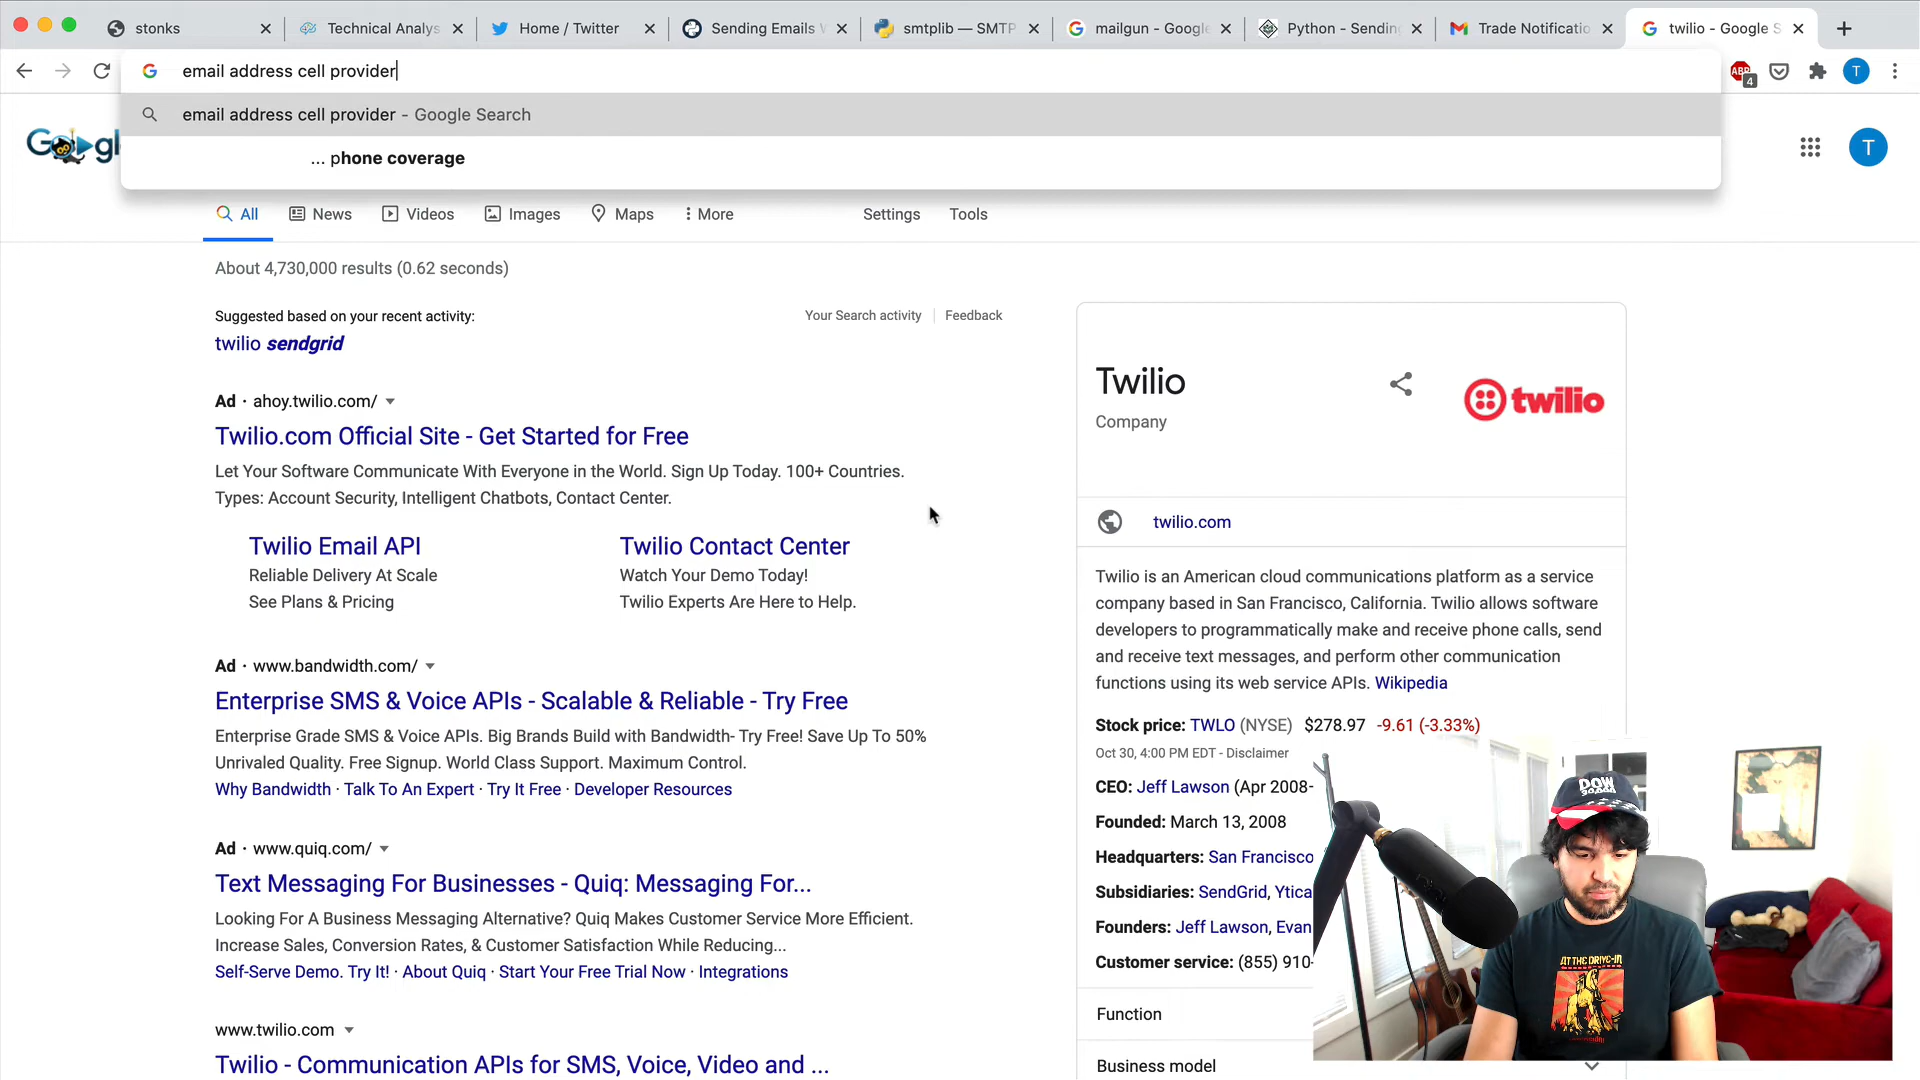 stonks
Technical Analys
Home / Twitter
Sending Emails W
smtplib — SMTP
mailgun - Google
Python - Sending
Trade Notificatio
twilio - Google S
email address cell provider
ABP
4
T
email address cell provider - Google Search
... phone coverage
Googl
T
All
News
Videos
Images
Maps
More
Settings
Tools
About 4,730,000 results (0.62 seconds)
Suggested based on your recent activity:
Your Search activity
Feedback
twilio sendgrid
Ad · ahoy.twilio.com/
Twilio.com Official Site - Get Started for Free
Let Your Software Communicate With Everyone in the World. Sign Up Today. 100+ Countries.
Types: Account Security, Intelligent Chatbots, Contact Center.
Twilio Email API
Reliable Delivery At Scale
See Plans & Pricing
Twilio Contact Center
Watch Your Demo Today!
Twilio Experts Are Here to Help.
Ad · www.bandwidth.com/
Enterprise SMS & Voice APIs - Scalable & Reliable - Try Free
Enterprise Grade SMS & Voice APIs. Big Brands Build with Bandwidth- Try Free! Save Up To 50%
Unrivaled Quality. Free Signup. World Class Support. Maximum Control.
Why Bandwidth · Talk To An Expert · Try It Free · Developer Resources
Ad · www.quiq.com/
Text Messaging For Businesses - Quiq: Messaging For...
Looking For A Business Messaging Alternative? Quiq Makes Customer Service More Efficient.
Increase Sales, Conversion Rates, & Customer Satisfaction While Reducing...
Self-Serve Demo. Try It! · About Quiq · Start Your Free Trial Now · Integrations
www.twilio.com
Twilio - Communication APIs for SMS, Voice, Video and ...
Twilio
Company
twilio
twilio.com
Twilio is an American cloud communications platform as a service
company based in San Francisco, California. Twilio allows software
developers to programmatically make and receive phone calls, send
and receive text messages, and perform other communication
functions using its web service APIs. Wikipedia
Stock price: TWLO (NYSE) $278.97 -9.61 (-3.33%)
Oct 30, 4:00 PM EDT - Disclaimer
CEO: Jeff Lawson (Apr 2008-
Founded: March 13, 2008
Headquarters: San Francisco
Subsidiaries: SendGrid, Ytica
Founders: Jeff Lawson, Evan
Customer service: (855) 910-
Function
Business model
DOW
30,000
AT THE DRIVE-IN